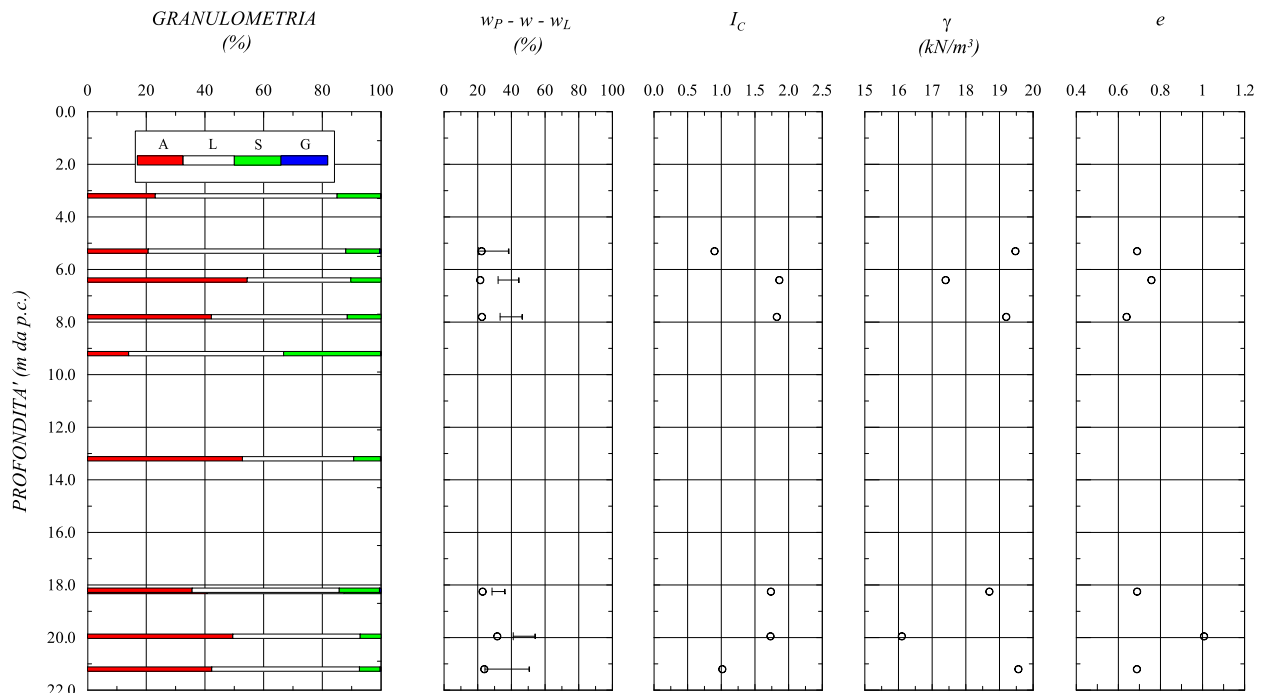 GRANULOMETRIA
(%)
0 20 40 60 80 100
A L S G
w_P - w - w_L
(%)
0 20 40 60 80 100
I_C
0.0 0.5 1.0 1.5 2.0 2.5
γ
(kN/m³)
15 16 17 18 19 20
e
0.4 0.6 0.8 1 1.2
PROFONDITA' (m da p.c.)
0.0
2.0
4.0
6.0
8.0
10.0
12.0
14.0
16.0
18.0
20.0
22.0